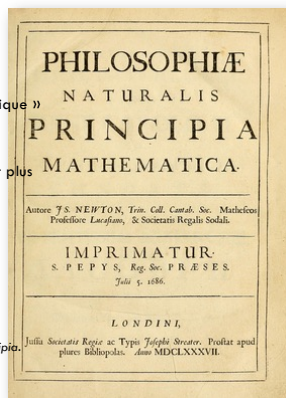 ique »
plus
ipia.
PHILOSOPHIÆ
NATURALIS
PRINCIPIA
MATHEMATICA.
Autore J S. NEWTON, Trin. Coll. Cantab. Soc. Matheseos
Professore Lucasiano, & Societatis Regalis Sodali.
IMPRIMATUR.
S. PEPYS, Reg. Soc. PRÆSES.
Julii 5. 1686.
LONDINI,
Jussu Societatis Regiæ ac Typis Josephi Streater. Prostat apud
plures Bibliopolas. Anno MDCLXXXVII.